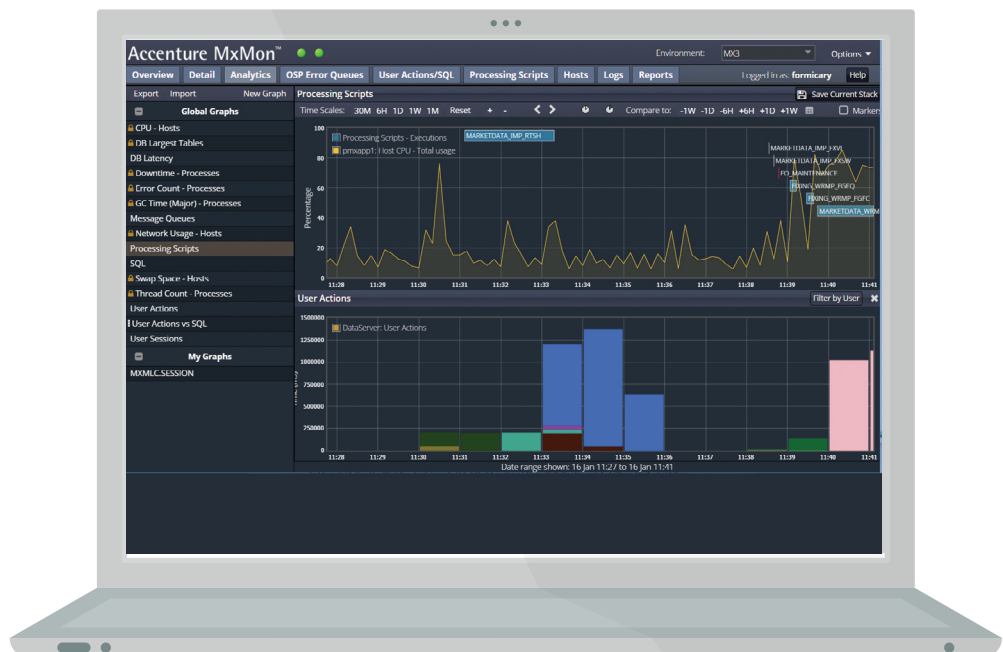 Accenture MxMon™
Environment: MX3 Options
Overview Detail Analytics OSP Error Queues User Actions/SQL Processing Scripts Hosts Logs Reports Logged in as: formicary Help
Export Import New Graph
Processing Scripts Save Current Stack
Global Graphs
Time Scales: 30M 6H 1D 1W 1M Reset + - < > Compare to: -1W -1D -6H +6H +1D +1W Markers
CPU - Hosts
DB Largest Tables
DB Latency
Downtime - Processes
Error Count - Processes
GC Time (Major) - Processes
Message Queues
Network Usage - Hosts
Processing Scripts
SQL
Swap Space - Hosts
Thread Count - Processes
User Actions
User Actions vs SQL
User Sessions
My Graphs
MXMLC.SESSION
Processing Scripts - Executions
pmxapp1: Host CPU - Total usage
MARKETDATA_IMP_RTSH
MARKETDATA_IMP_FXVL
MARKETDATA_IMP_FXSW
FO_MAINTENANCE
FIXING_WRMP_FGEQ
FIXING_WRMP_FGFC
MARKETDATA_WRM
Percentage
100
80
60
40
20
0
11:28 11:29 11:30 11:31 11:32 11:33 11:34 11:35 11:36 11:37 11:38 11:39 11:40 11:41
User Actions Filter by User
DataServer: User Actions
1500000
1250000
1000000
750000
500000
250000
0
11:28 11:29 11:30 11:31 11:32 11:33 11:34 11:35 11:36 11:37 11:38 11:39 11:40 11:41
Date range shown: 16 Jan 11:27 to 16 Jan 11:41